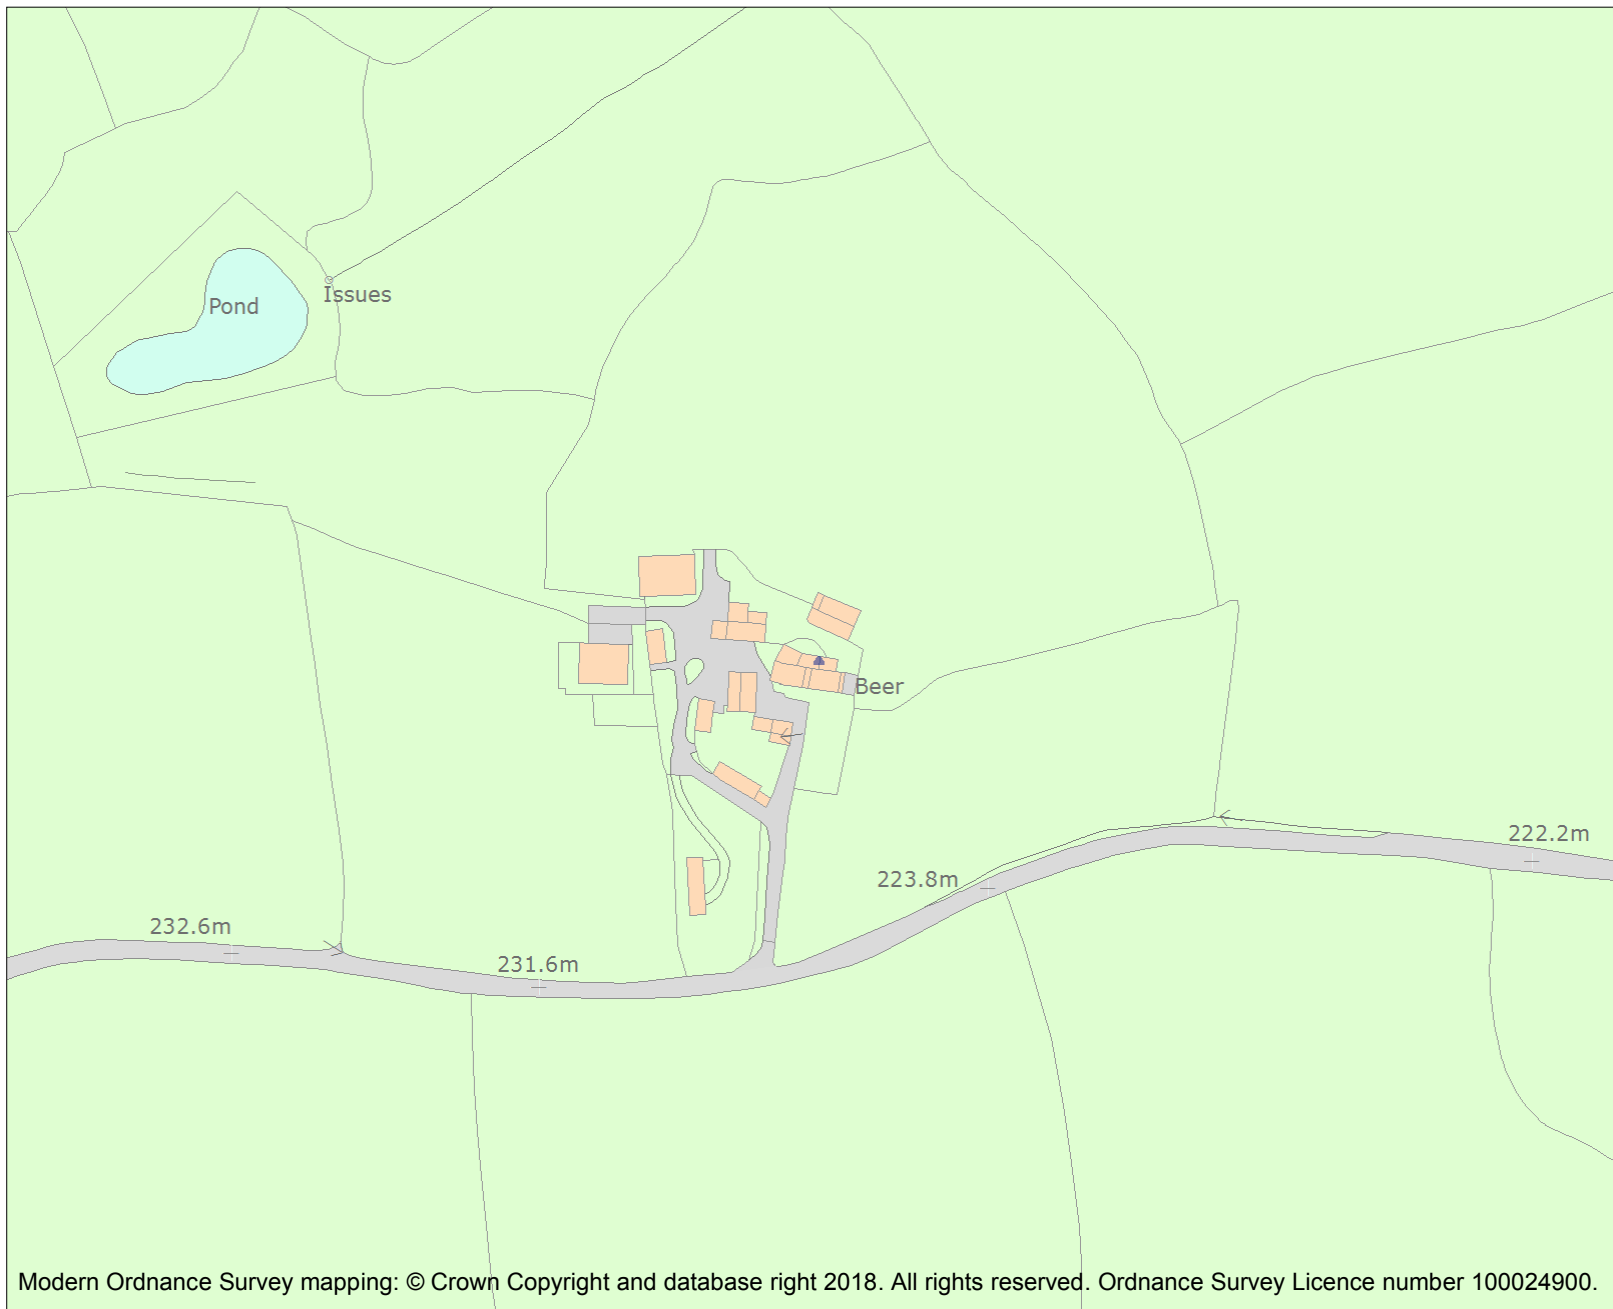 Pond
Issues
Beer
222.2m
223.8m
232.6m
231.6m
Modern Ordnance Survey mapping: © Crown Copyright and database right 2018. All rights reserved. Ordnance Survey Licence number 100024900.